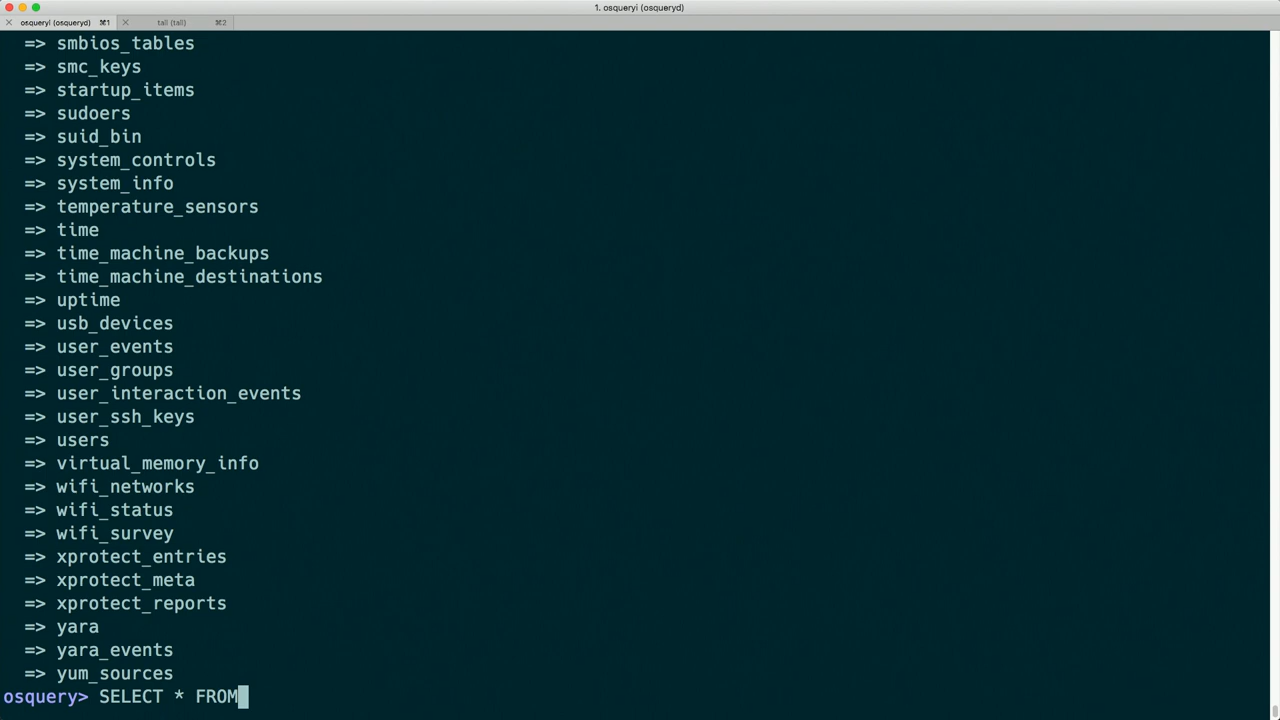 1. osqueryi (osqueryd)
osqueryi (osqueryd) ⌘1 tail (tail) ⌘2
=> smbios_tables
=> smc_keys
=> startup_items
=> sudoers
=> suid_bin
=> system_controls
=> system_info
=> temperature_sensors
=> time
=> time_machine_backups
=> time_machine_destinations
=> uptime
=> usb_devices
=> user_events
=> user_groups
=> user_interaction_events
=> user_ssh_keys
=> users
=> virtual_memory_info
=> wifi_networks
=> wifi_status
=> wifi_survey
=> xprotect_entries
=> xprotect_meta
=> xprotect_reports
=> yara
=> yara_events
=> yum_sources
osquery> SELECT * FROM